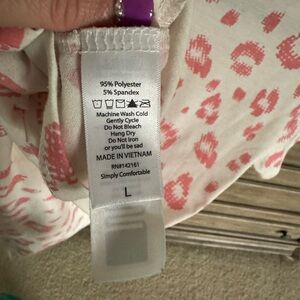 95% Polyester
5% Spandex
Machine Wash Cold
Gently Cycle
Do Not Bleach
Hang Dry
Do Not Iron
or you'll be sad
MADE IN VIETNAM
RN#142161
Simply Comfortable
L